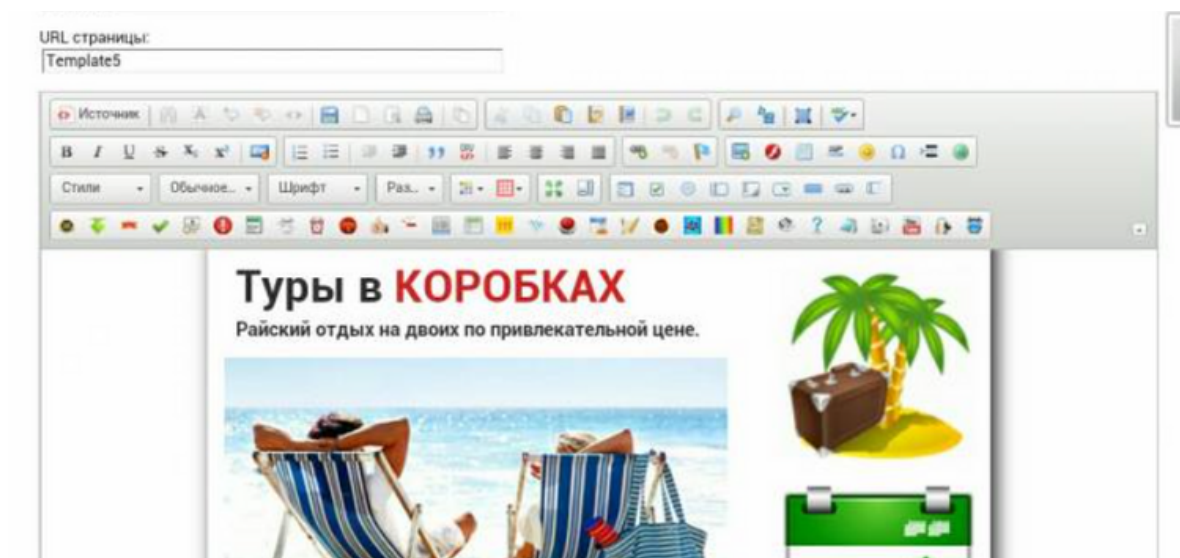 URL страницы:
Template5
Источник
Стили
Обычное...
Шрифт
Раз...
Туры в КОРОБКАХ
Райский отдых на двоих по привлекательной цене.